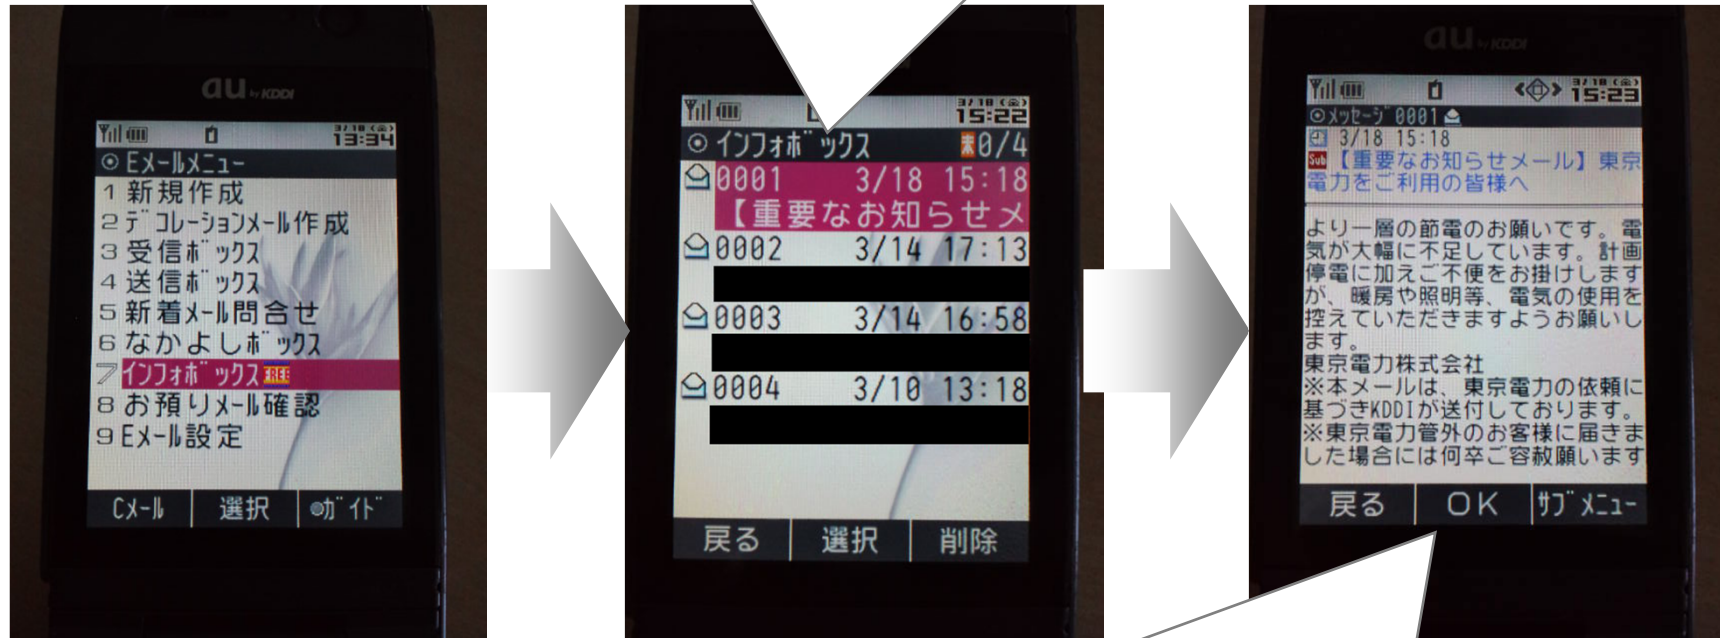 au by KDDI
3/18(金)
13:34
Eメールメニュー
1 新規作成
2 デコレーションメール作成
3 受信ボックス
4 送信ボックス
5 新着メール問合せ
6 なかよしボックス
7 インフォボックス FREE
8 お預りメール確認
9 Eメール設定
Cメール 選択 ガイド
3/18(金)
15:22
インフォボックス 未0/4
0001 3/18 15:18
【重要なお知らせメ
0002 3/14 17:13
0003 3/14 16:58
0004 3/10 13:18
戻る 選択 削除
au by KDDI
3/18(金)
15:23
メッセージ 0001
3/18 15:18
Sub 【重要なお知らせメール】東京
電力をご利用の皆様へ
より一層の節電のお願いです。電
気が大幅に不足しています。計画
停電に加えご不便をお掛けします
が、暖房や照明等、電気の使用を
控えていただきますようお願いし
ます。
東京電力株式会社
※本メールは、東京電力の依頼に
基づきKDDIが送付しております。
※東京電力管外のお客様に届きま
した場合には何卒ご容赦願います
戻る OK サブメニュー